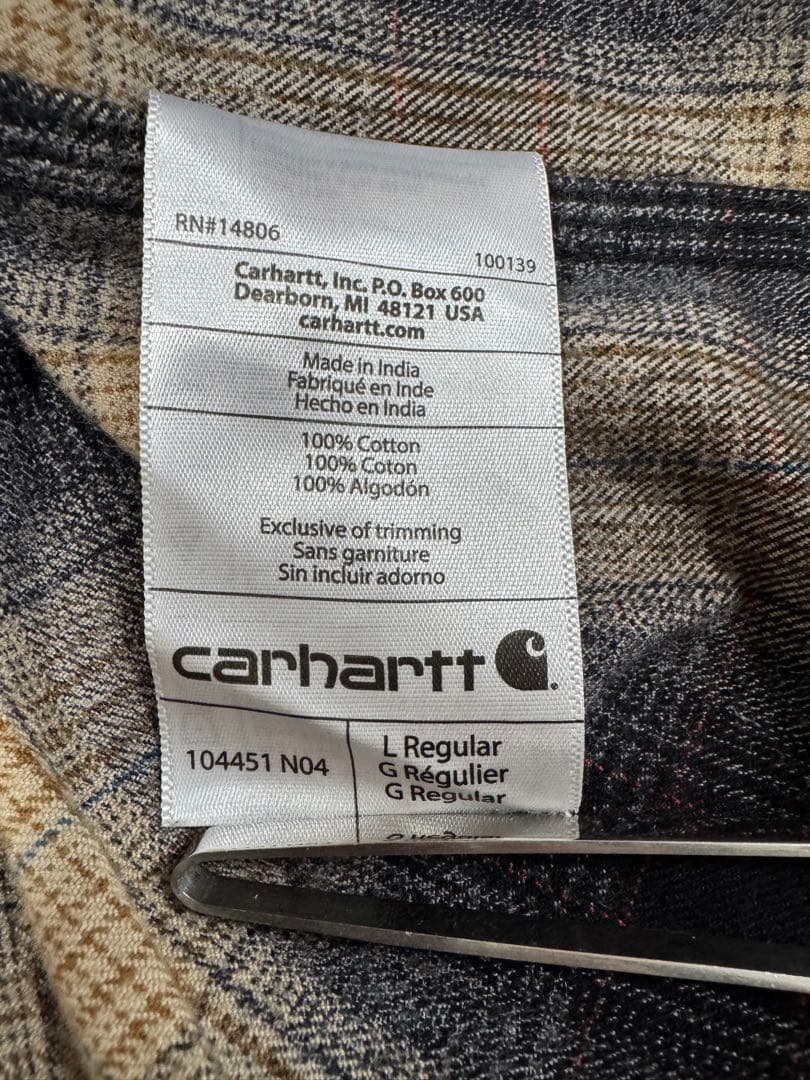 RN#14806
100139
Carhartt, Inc. P.O. Box 600
Dearborn, MI 48121 USA
carhartt.com
Made in India
Fabriqué en Inde
Hecho en India
100% Cotton
100% Coton
100% Algodón
Exclusive of trimming
Sans garniture
Sin incluir adorno
carhartt
104451 N04
L Regular
G Régulier
G Regular